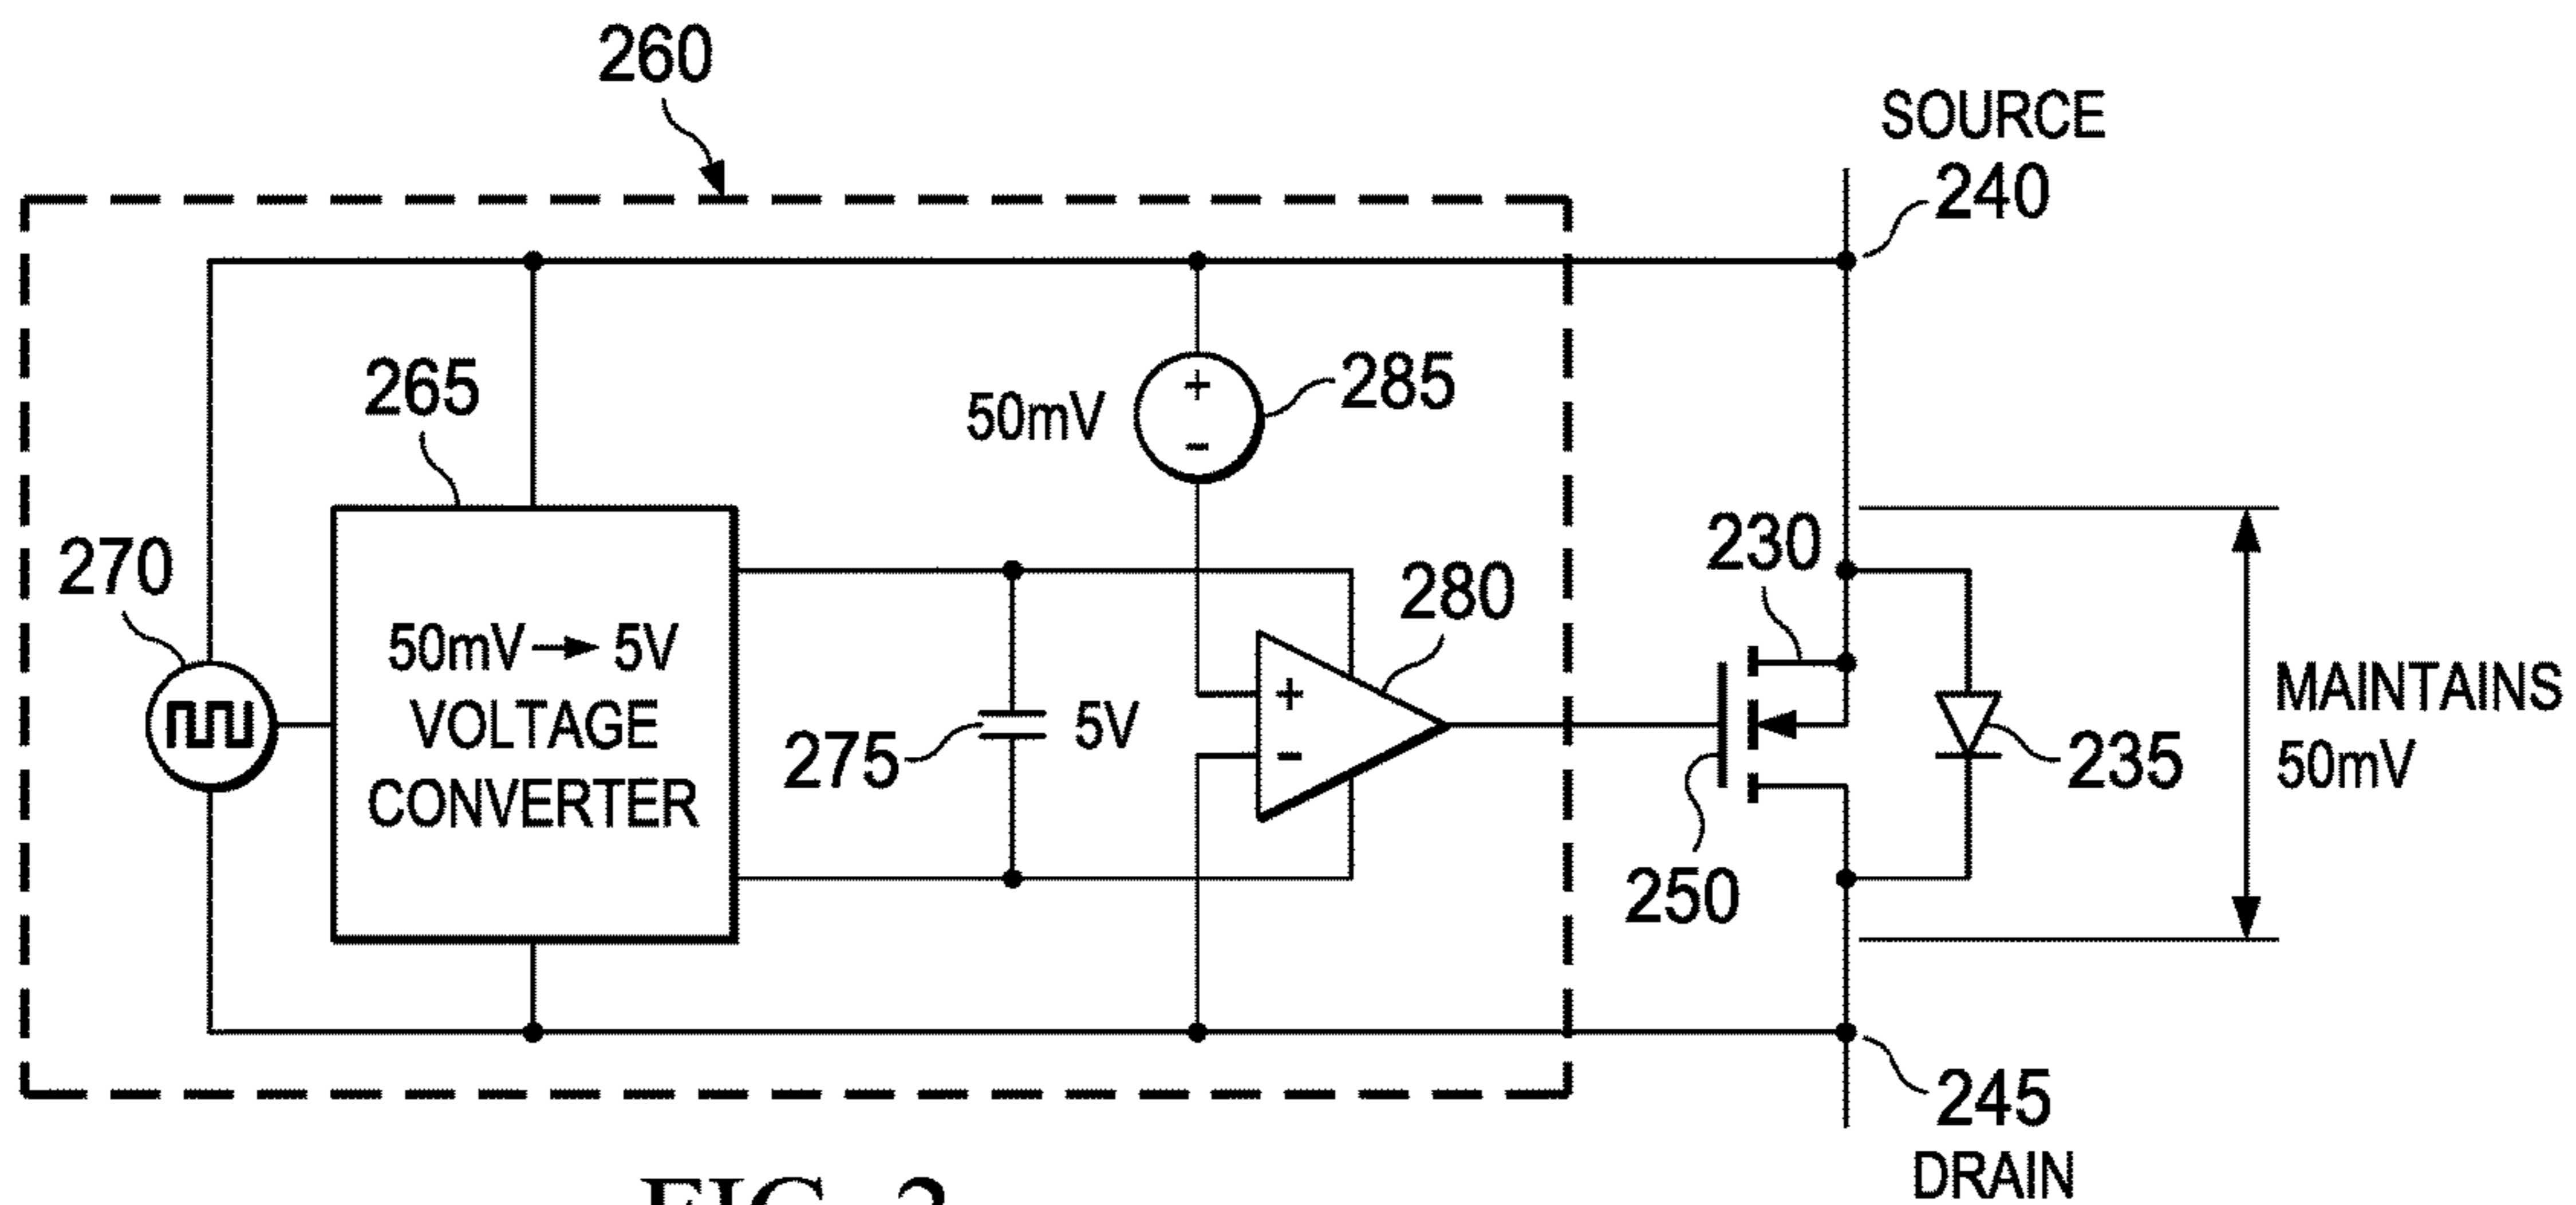 260
SOURCE
240
265
50mV
+
-
285
270
230
280
50mV → 5V
VOLTAGE
CONVERTER
275
5V
+
-
MAINTAINS
50mV
235
250
245
DRAIN